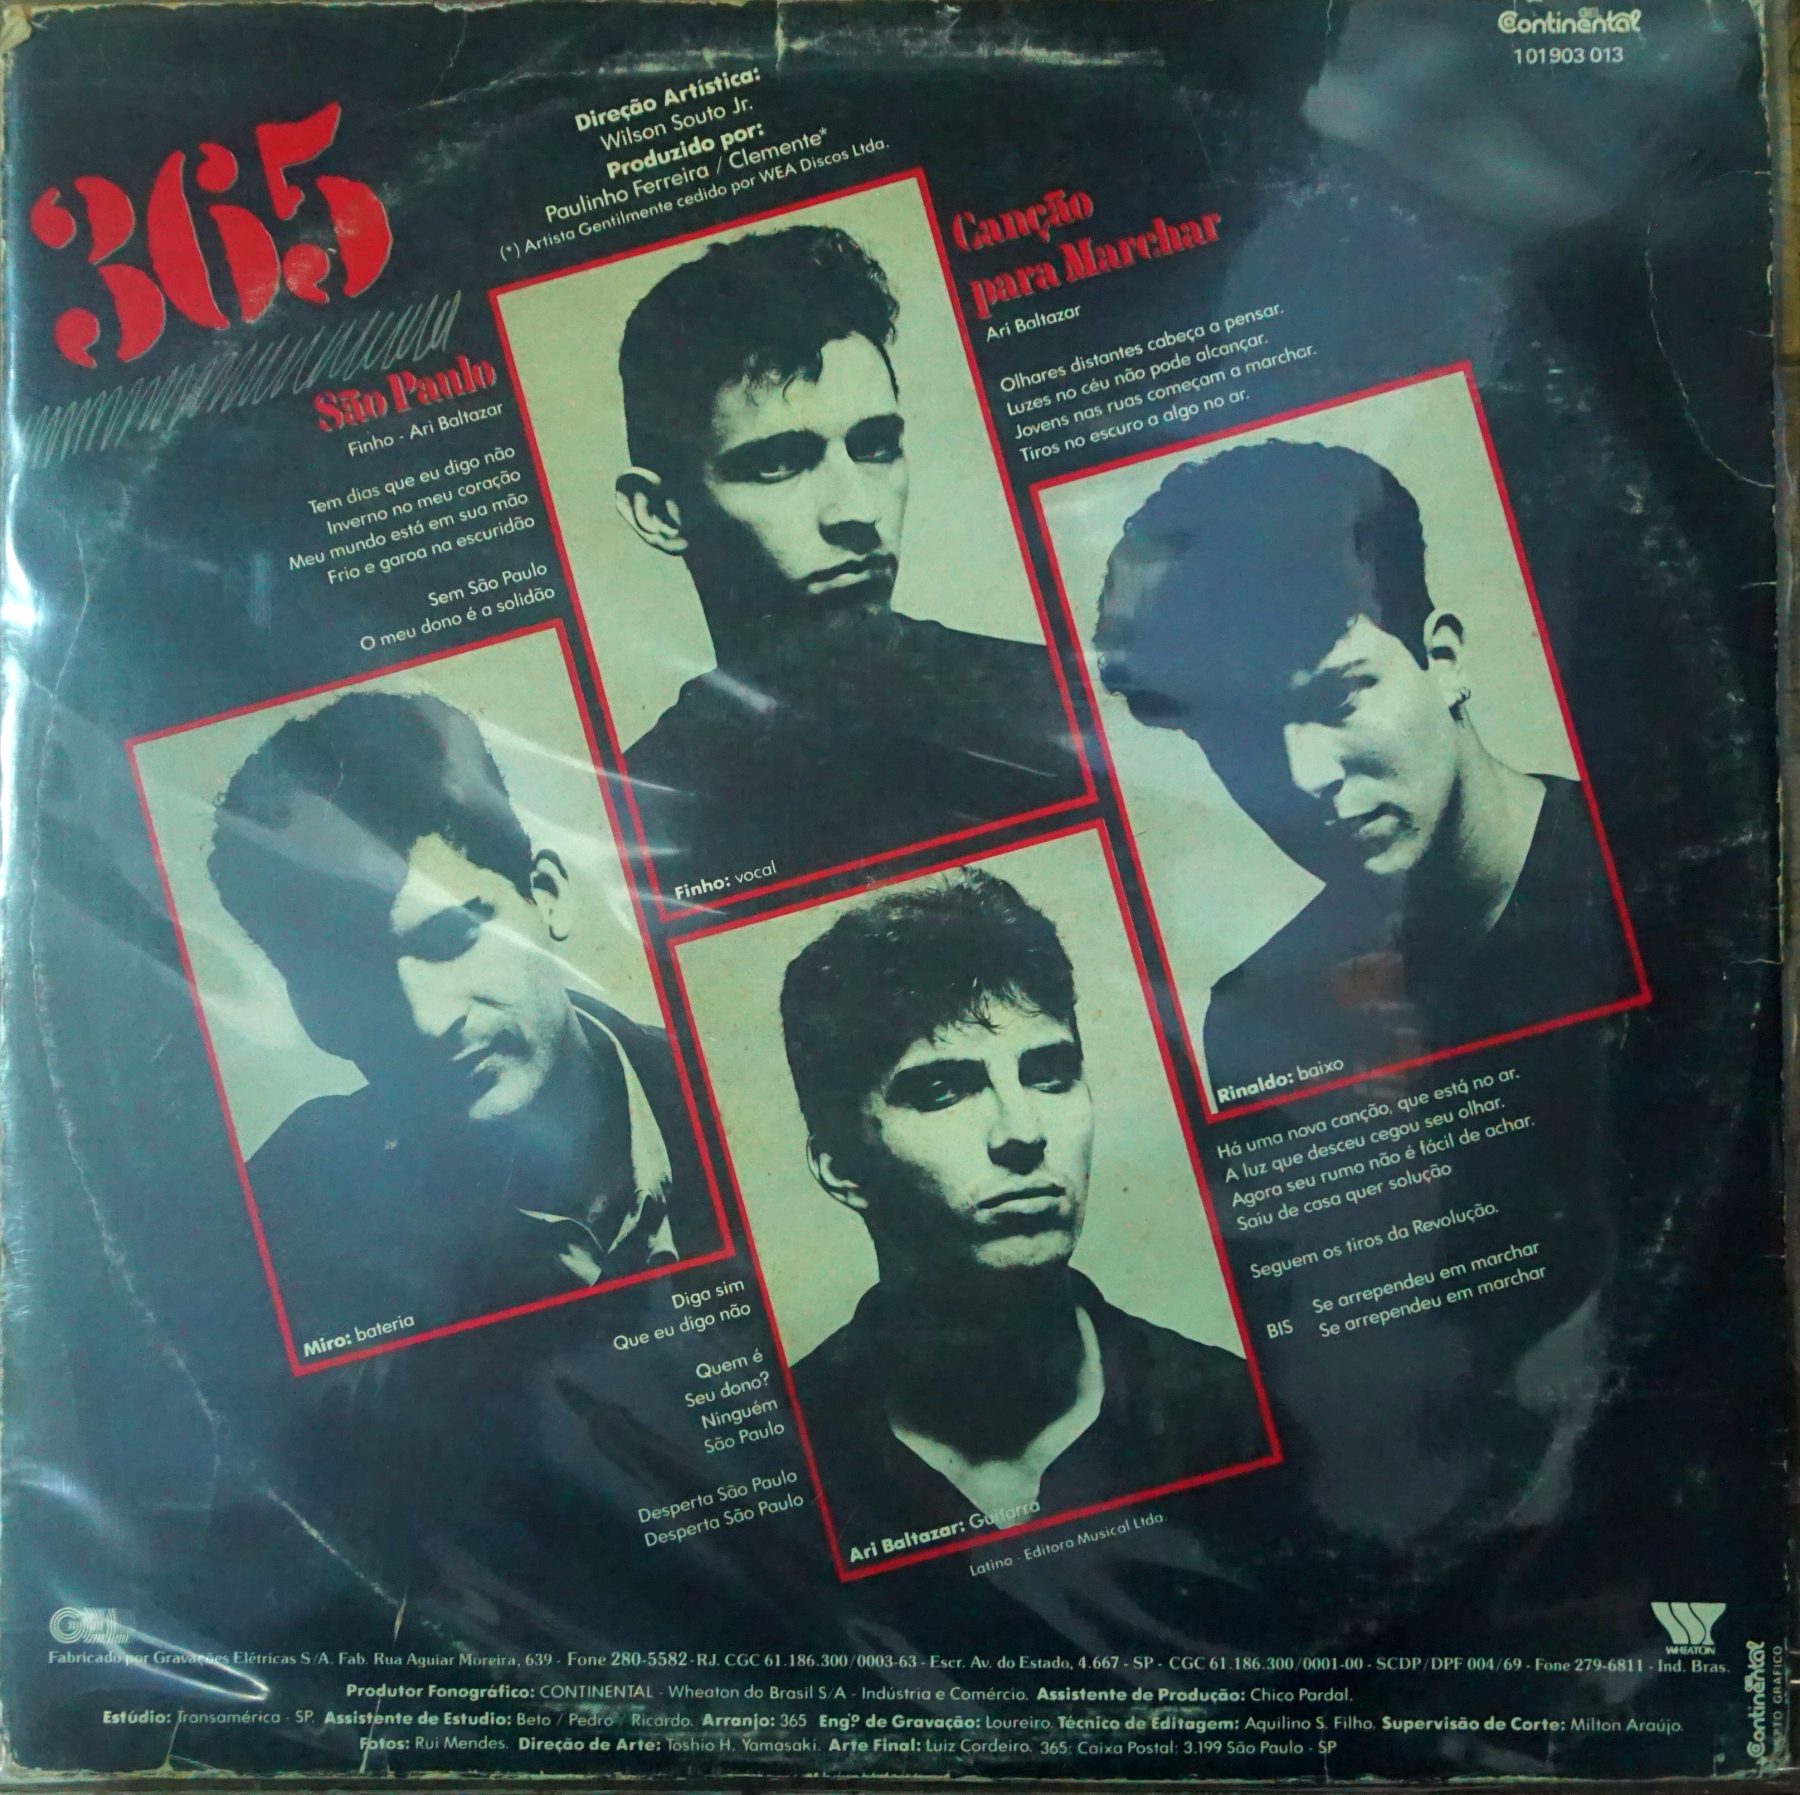 Continental
101903 013
365
Direção Artística:
Wilson Souto Jr.
Produzido por:
Paulinho Ferreira / Clemente*
(*) Artista Gentilmente cedido por WEA Discos Ltda.
São Paulo
Finho - Ari Baltazar
Tem dias que eu digo não
Inverno no meu coração
Meu mundo está em sua mão
Frio e garoa na escuridão
Sem São Paulo
O meu dono é a solidão
Diga sim
Que eu digo não
Quem é
Seu dono?
Ninguém
São Paulo
Desperta São Paulo
Desperta São Paulo
Canção
para Marchar
Ari Baltazar
Olhares distantes cabeça a pensar.
Luzes no céu não pode alcançar.
Jovens nas ruas começam a marchar.
Tiros no escuro a algo no ar.
Há uma nova canção, que está no ar.
A luz que desceu cegou seu olhar.
Agora seu rumo não é fácil de achar.
Saiu de casa quer solução
Seguem os tiros da Revolução.
Se arrependeu em marchar
BIS Se arrependeu em marchar
Finho: vocal
Rinaldo: baixo
Miro: bateria
Ari Baltazar: Guitarra
Latino - Editora Musical Ltda.
WHEATON
Fabricado por Gravações Elétricas S/A. Fab. Rua Aguiar Moreira, 639 - Fone 280-5582-RJ. CGC 61.186.300/0003-63 - Escr. Av. do Estado, 4.667 - SP - CGC 61.186.300/0001-00 - SCDP/DPF 004/69 - Fone 279-6811 - Ind. Bras.
Produtor Fonográfico: CONTINENTAL - Wheaton do Brasil S/A - Indústria e Comércio. Assistente de Produção: Chico Pardal.
Estúdio: Transamérica - SP. Assistente de Estudio: Beto / Pedro / Ricardo. Arranjo: 365 Engº de Gravação: Loureiro. Técnico de Editagem: Aquilino S. Filho. Supervisão de Corte: Milton Araújo.
Fotos: Rui Mendes. Direção de Arte: Toshio H. Yamasaki. Arte Final: Luiz Cordeiro. 365: Caixa Postal: 3.199 São Paulo - SP
Continental
GRÁFICO